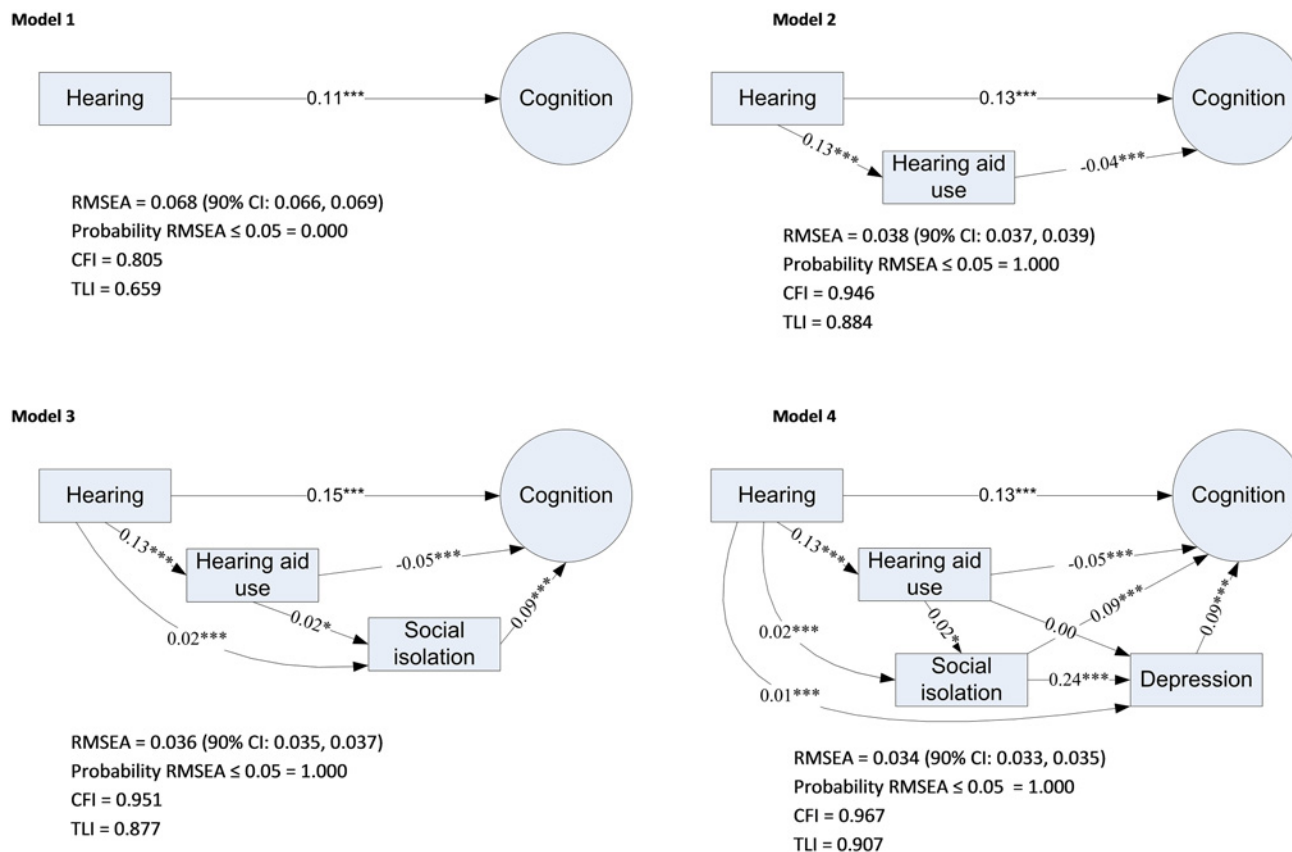 Model 1
Hearing
0.11***
Cognition
RMSEA = 0.068 (90% CI: 0.066, 0.069)
Probability RMSEA ≤ 0.05 = 0.000
CFI = 0.805
TLI = 0.659
Model 2
Hearing
0.13***
Cognition
0.13***
Hearing aid
use
-0.04***
RMSEA = 0.038 (90% CI: 0.037, 0.039)
Probability RMSEA ≤ 0.05 = 1.000
CFI = 0.946
TLI = 0.884
Model 3
Hearing
0.15***
Cognition
0.13***
Hearing aid
use
-0.05***
0.02*
0.09***
0.02***
Social
isolation
RMSEA = 0.036 (90% CI: 0.035, 0.037)
Probability RMSEA ≤ 0.05 = 1.000
CFI = 0.951
TLI = 0.877
Model 4
Hearing
0.13***
Cognition
0.13***
Hearing aid
use
-0.05***
0.09***
0.02*
0.00
0.09***
0.02***
Social
isolation
0.24***
Depression
0.01***
RMSEA = 0.034 (90% CI: 0.033, 0.035)
Probability RMSEA ≤ 0.05 = 1.000
CFI = 0.967
TLI = 0.907